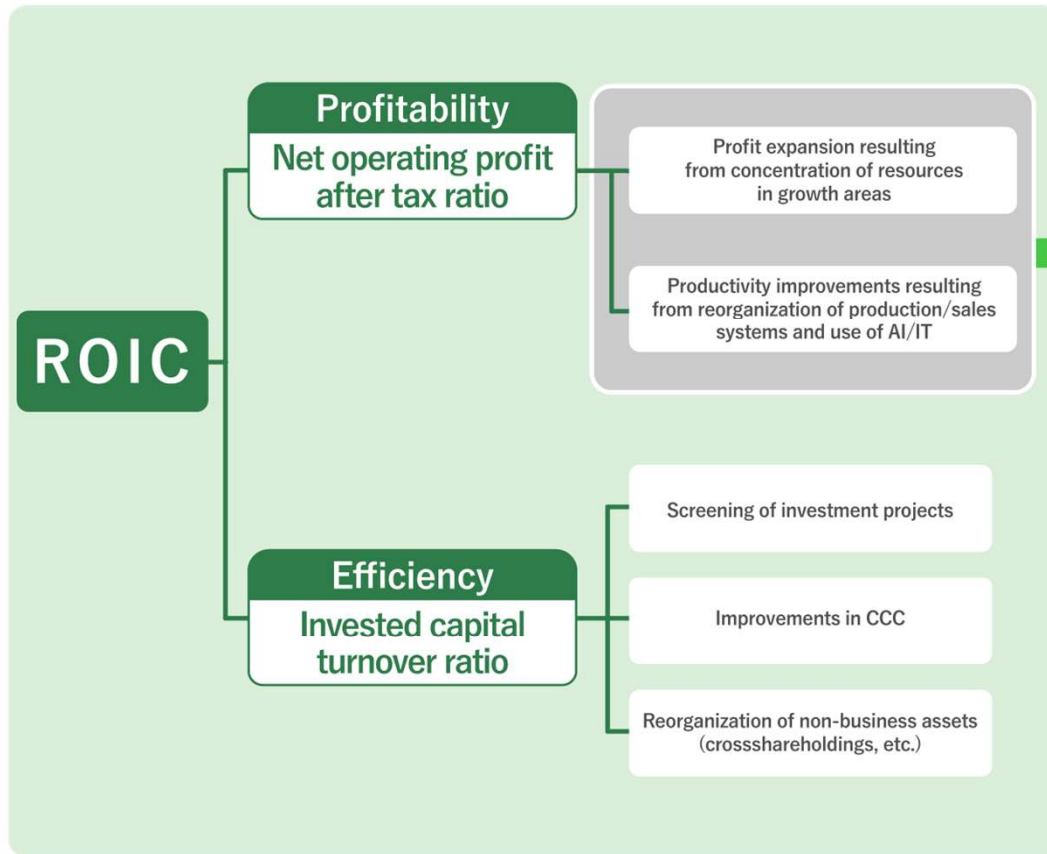 ROIC
Profitability
Net operating profit
after tax ratio
Profit expansion resulting
from concentration of resources
in growth areas
Productivity improvements resulting
from reorganization of production/sales
systems and use of AI/IT
Efficiency
Invested capital
turnover ratio
Screening of investment projects
Improvements in CCC
Reorganization of non-business assets
(crossshareholdings, etc.)